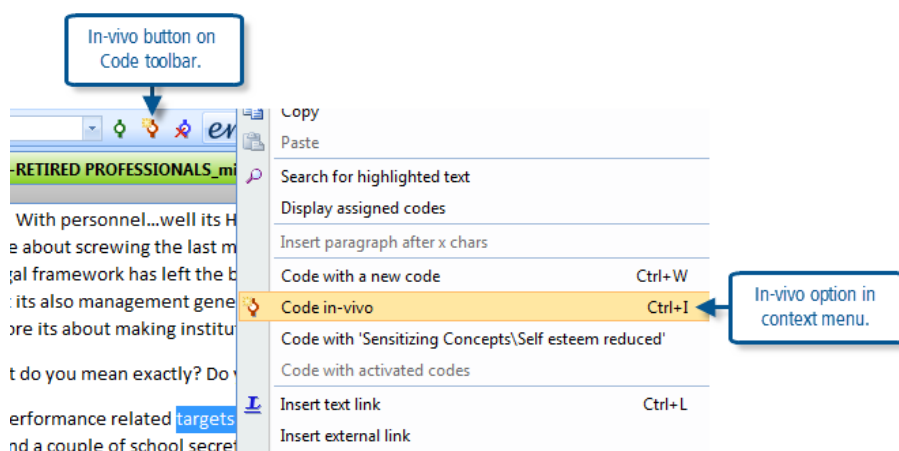 In-vivo button on
Code toolbar.
Copy
Paste
-RETIRED PROFESSIONALS_mi
Search for highlighted text
Display assigned codes
With personnel...well its H
e about screwing the last m
Insert paragraph after x chars
gal framework has left the b
Code with a new code Ctrl+W
its also management gene
Code in-vivo Ctrl+I
In-vivo option in
context menu.
ore its about making institu
Code with 'Sensitizing Concepts\Self esteem reduced'
t do you mean exactly? Do
Code with activated codes
erformance related targets
Insert text link Ctrl+L
nd a couple of school secret
Insert external link